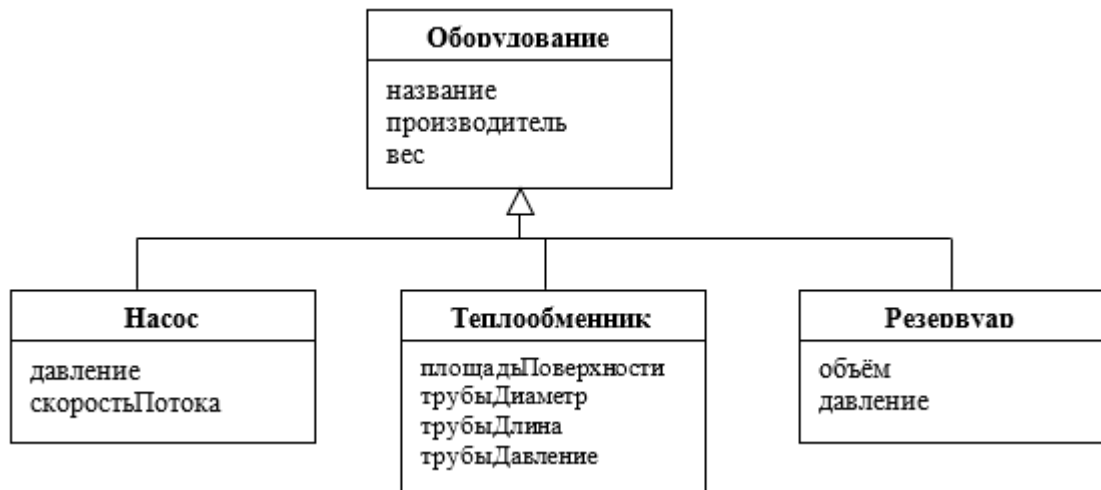 Оборудование
название
производитель
вес
Насос
давление
скоростьПотока
Теплообменник
площадьПоверхности
трубыДиаметр
трубыДлина
трубыДавление
Резервуар
объём
давление